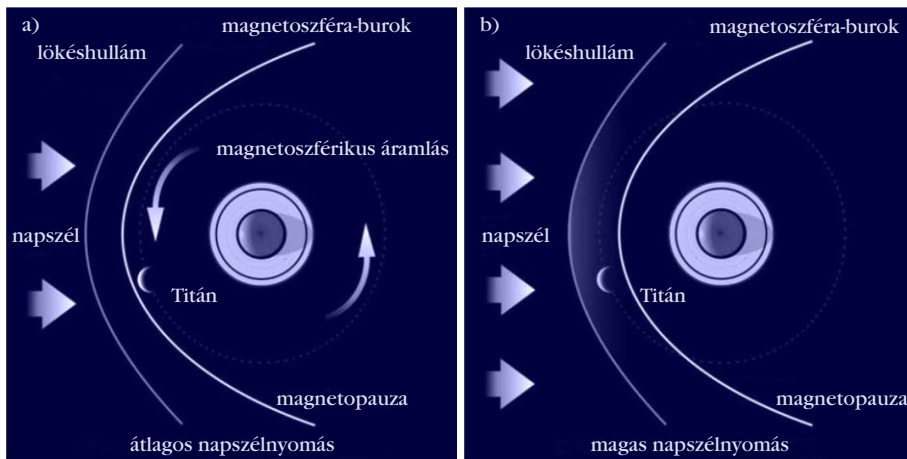 a)
magnetoszféra-burok
lökéshullám
magnetoszférikus áramlás
napszél
Titán
magnetopauza
átlagos napszélnyomás
b)
magnetoszféra-burok
lökéshullám
napszél
Titán
magnetopauza
magas napszélnyomás